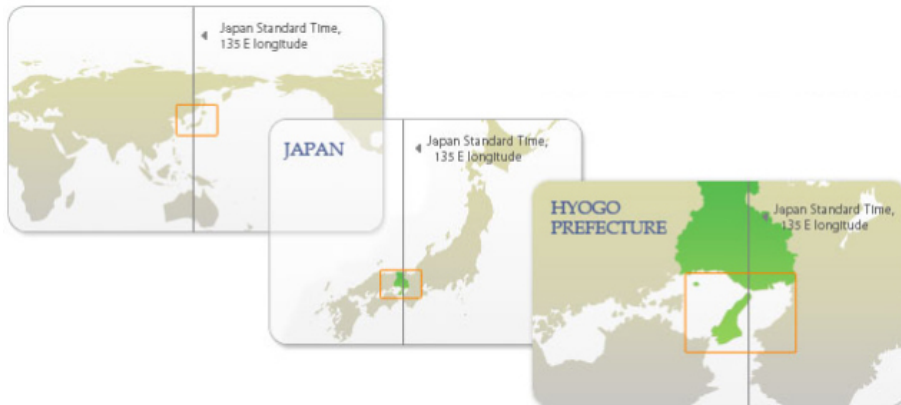 Japan Standard Time,
135 E longitude
JAPAN
Japan Standard Time,
135 E longitude
HYOGO
PREFECTURE
Japan Standard Time,
135 E longitude